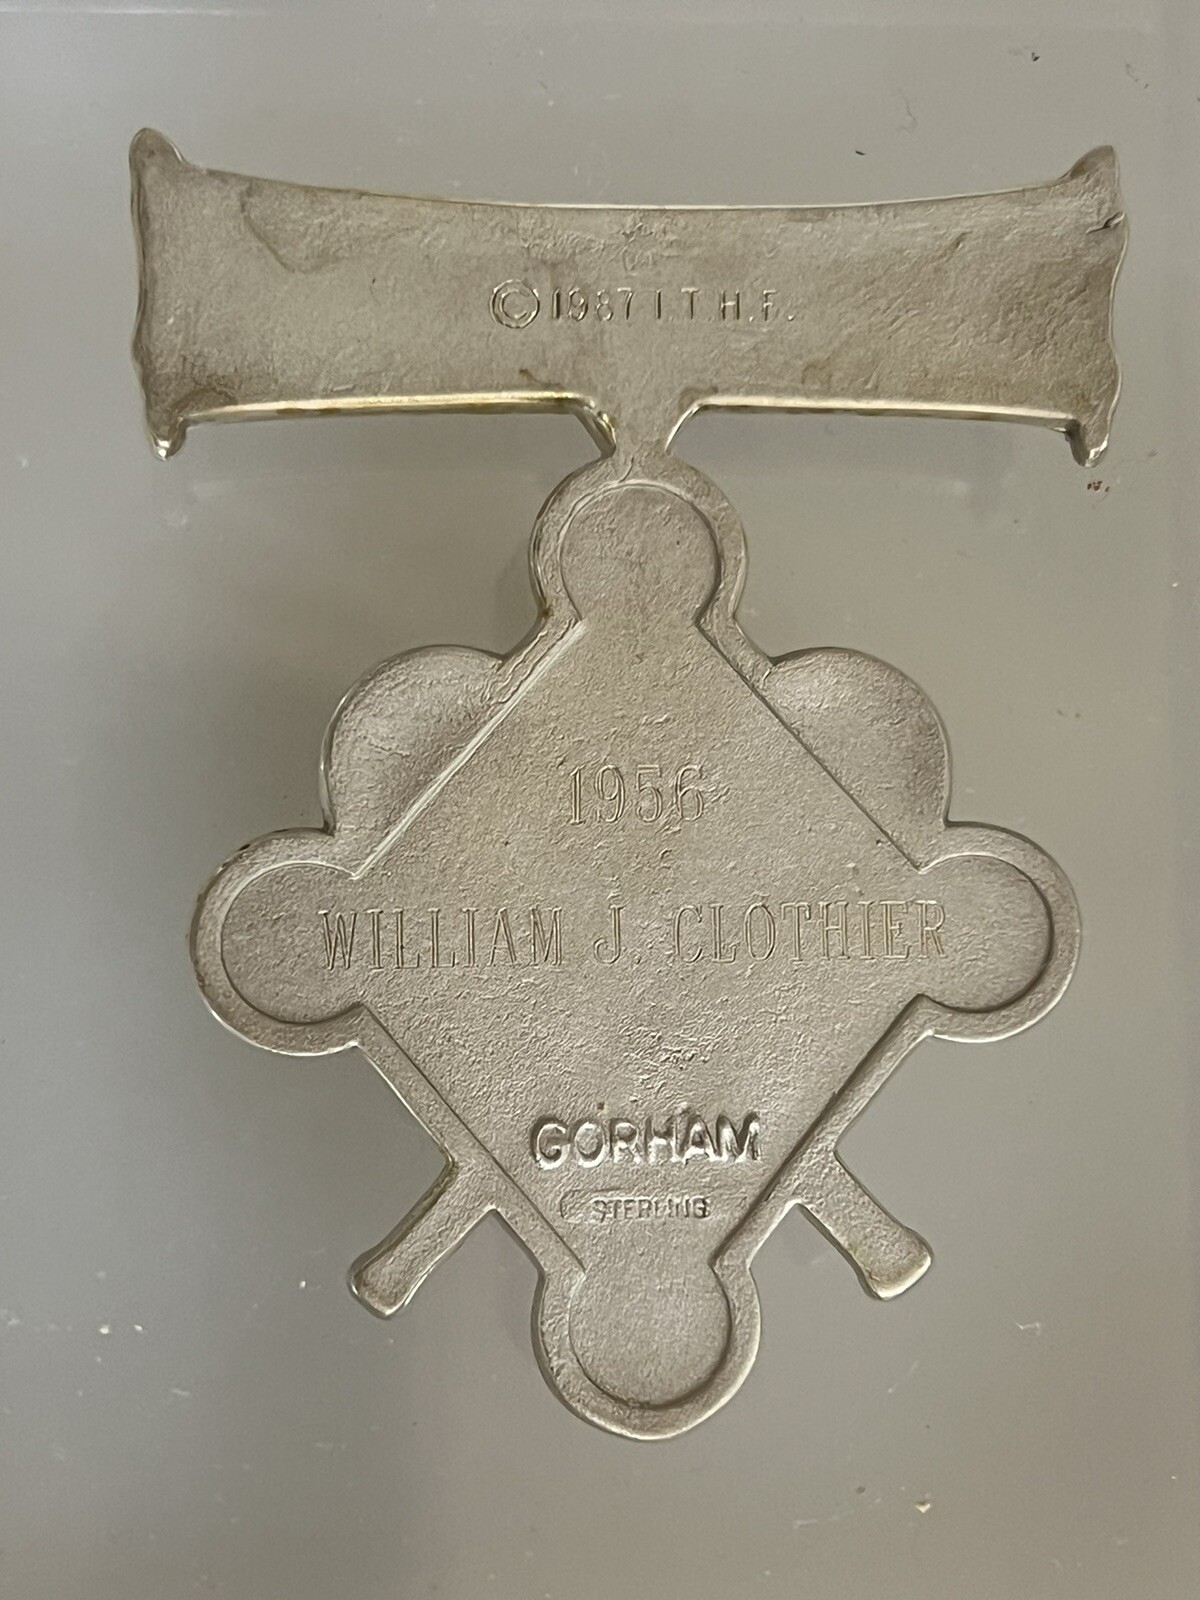 ©1987 I.T.H.F.
1956
WILLIAM J. CLOTHIER
GORHAM
STERLING